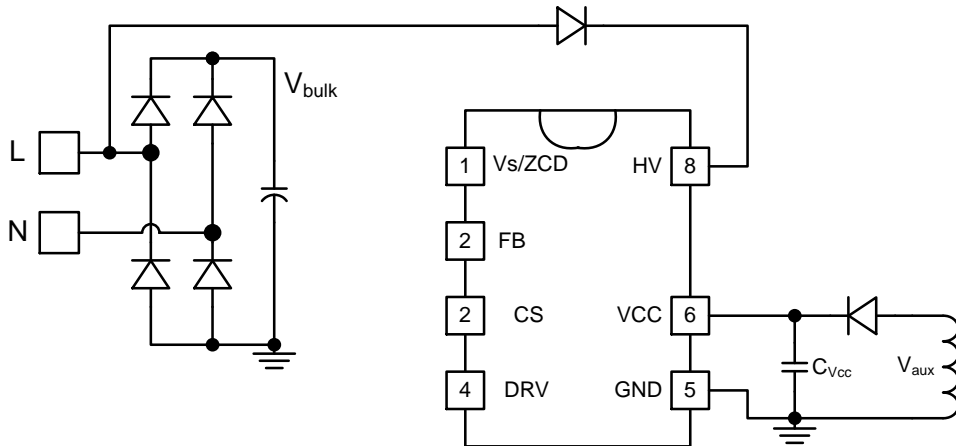 V_bulk
L
N
1 Vs/ZCD HV 8
2 FB
2 CS VCC 6
4 DRV GND 5
C_Vcc
V_aux